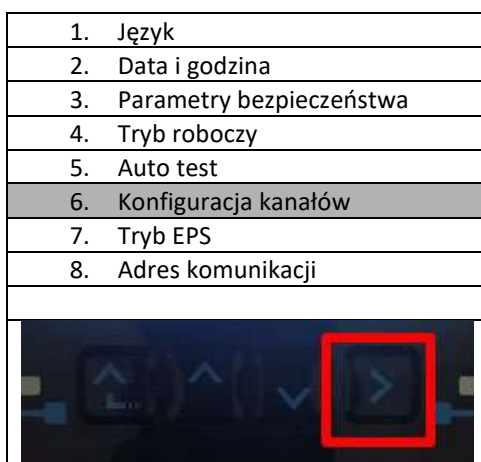 1. Język
2. Data i godzina
3. Parametry bezpieczeństwa
4. Tryb roboczy
5. Auto test
6. Konfiguracja kanałów
7. Tryb EPS
8. Adres komunikacji